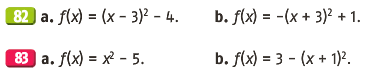 82 a. f(x) = (x − 3)² − 4. b. f(x) = −(x + 3)² + 1.
83 a. f(x) = x² − 5. b. f(x) = 3 − (x + 1)².